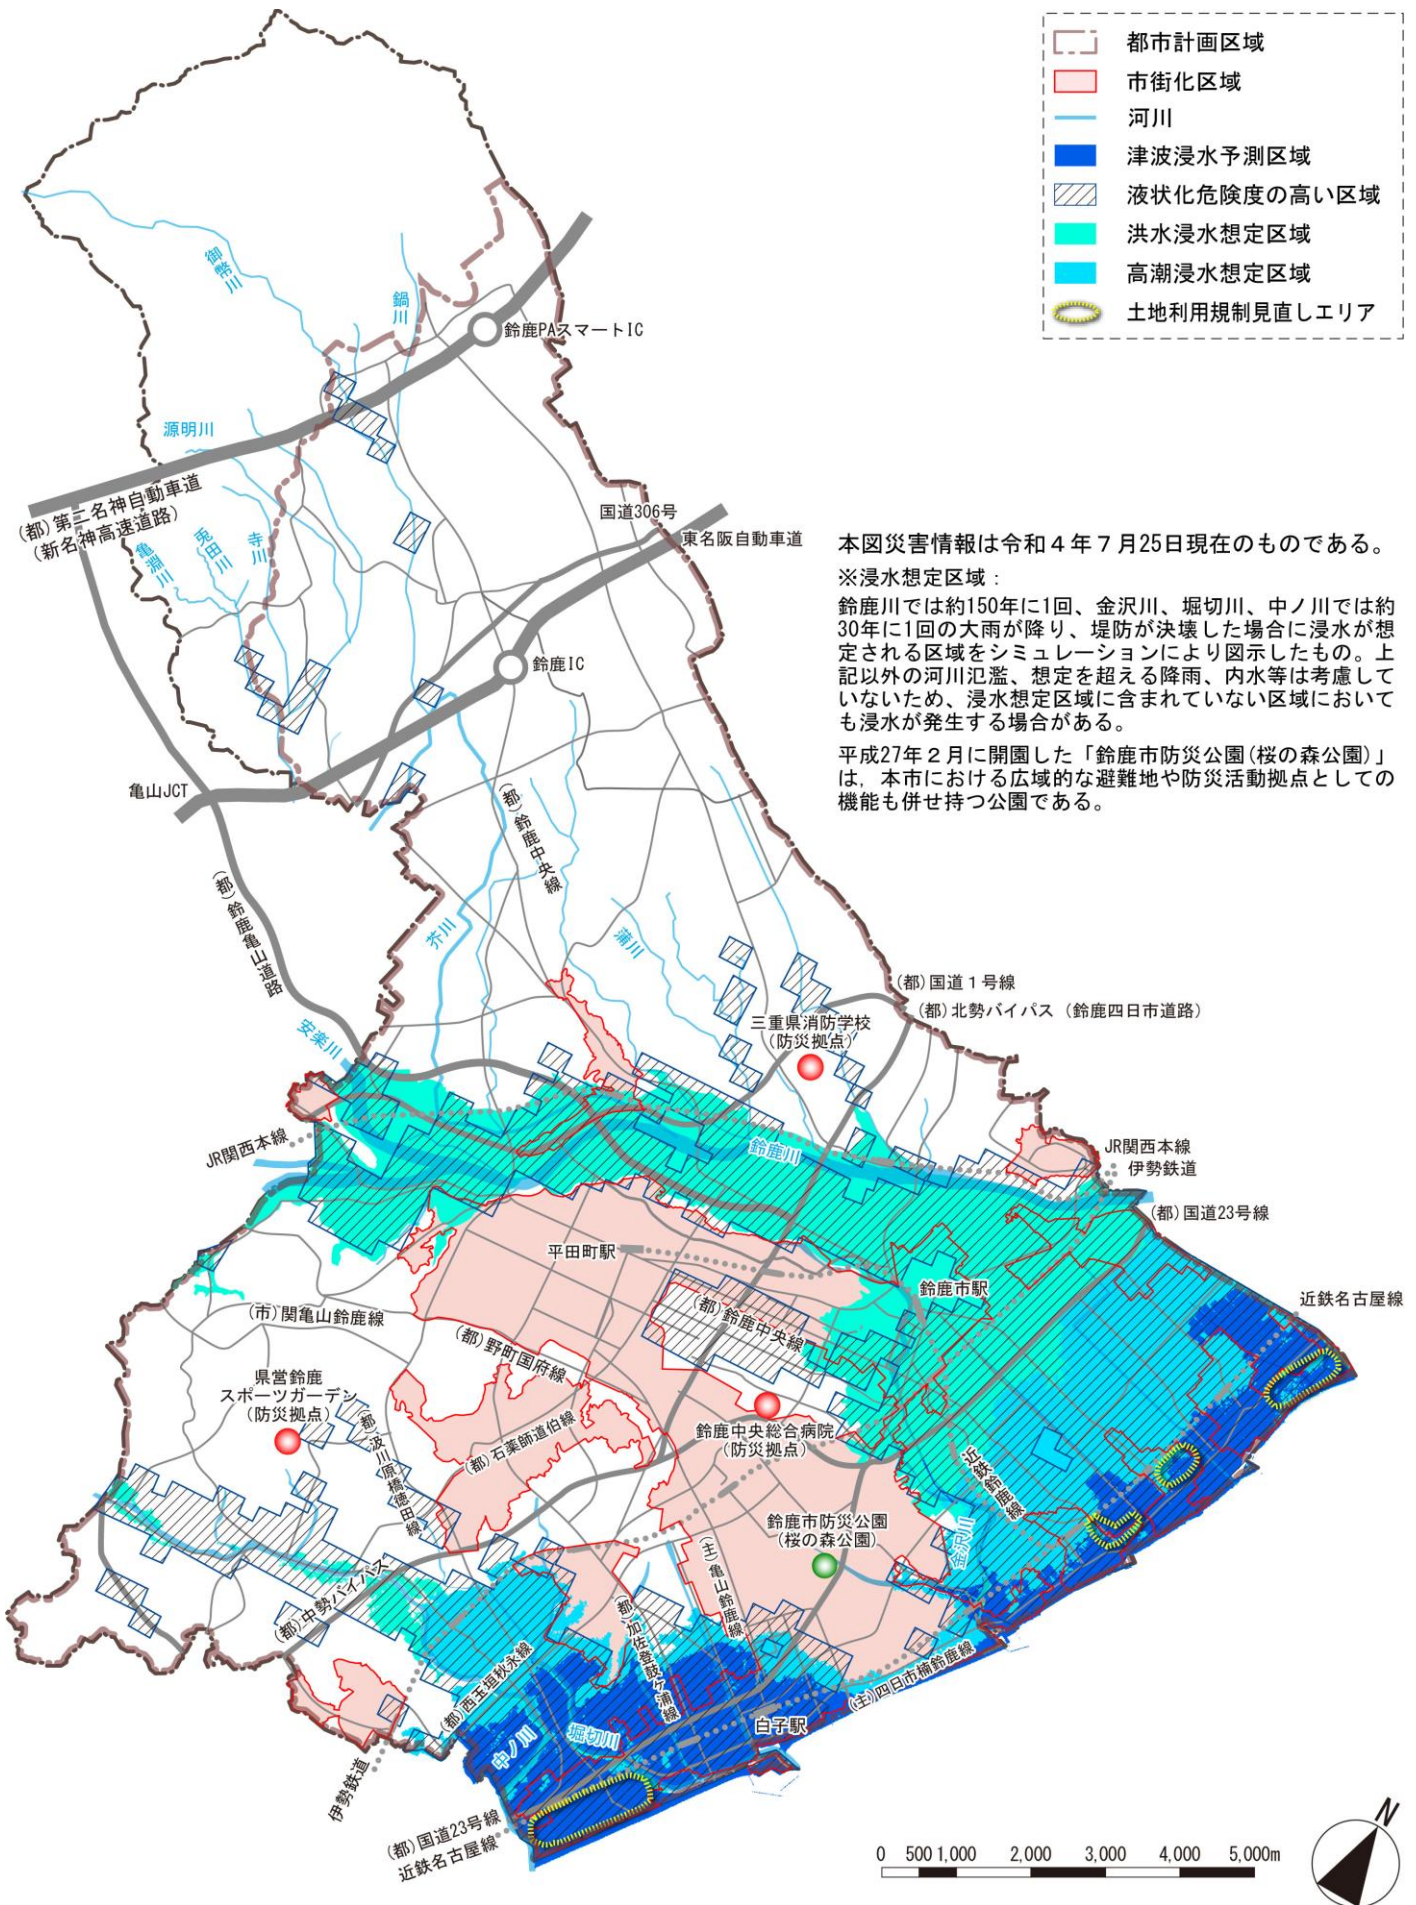 都市計画区域
市街化区域
河川
津波浸水予測区域
液状化危険度の高い区域
洪水浸水想定区域
高潮浸水想定区域
土地利用規制見直しエリア
御幣川
鍋川
鈴鹿PAスマートIC
源明川
(都)第二名神自動車道
(新名神高速道路)
亀淵川
兎田川
寺川
国道306号
東名阪自動車道
本図災害情報は令和４年７月25日現在のものである。
※浸水想定区域：
鈴鹿川では約150年に1回、金沢川、堀切川、中ノ川では約
30年に1回の大雨が降り、堤防が決壊した場合に浸水が想
定される区域をシミュレーションにより図示したもの。上
記以外の河川氾濫、想定を超える降雨、内水等は考慮して
いないため、浸水想定区域に含まれていない区域において
も浸水が発生する場合がある。
平成27年２月に開園した「鈴鹿市防災公園(桜の森公園)」
は，本市における広域的な避難地や防災活動拠点としての
機能も併せ持つ公園である。
鈴鹿IC
亀山JCT
(都)鈴鹿中央線
(都)鈴鹿亀山道路
芥川
蒲川
(都)国道１号線
(都)北勢バイパス（鈴鹿四日市道路）
三重県消防学校
(防災拠点)
安楽川
JR関西本線
鈴鹿川
JR関西本線
伊勢鉄道
(都)国道23号線
平田町駅
鈴鹿市駅
近鉄名古屋線
(市)関亀山鈴鹿線
(都)鈴鹿中央線
(都)野町国府線
県営鈴鹿
スポーツガーデン
(防災拠点)
(都)汲川原橋徳田線
(都)石薬師道伯線
鈴鹿中央総合病院
(防災拠点)
近鉄鈴鹿線
鈴鹿市防災公園
(桜の森公園)
金沢川
(主)亀山鈴鹿線
(都)中勢バイパス
(都)加佐登鼓ケ浦線
(都)西玉垣秋永線
(主)四日市楠鈴鹿線
白子駅
中ノ川
堀切川
伊勢鉄道
(都)国道23号線
近鉄名古屋線
0 500 1,000 2,000 3,000 4,000 5,000m
N